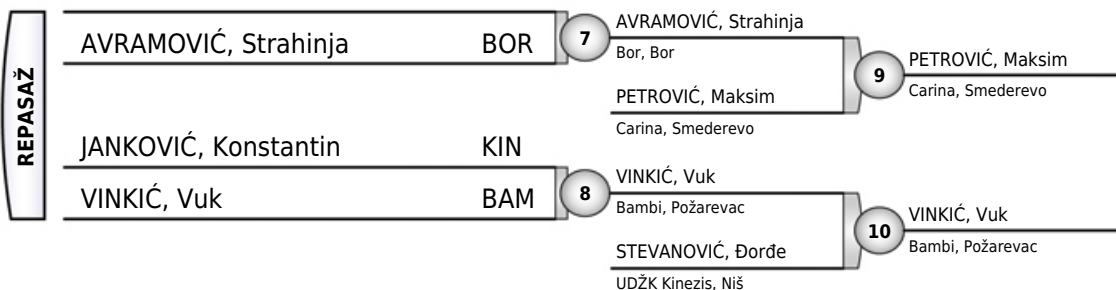 REPASAŽ
AVRAMOVIĆ, Strahinja BOR
JANKOVIĆ, Konstantin KIN
VINKIĆ, Vuk BAM
7
8
AVRAMOVIĆ, Strahinja
Bor, Bor
PETROVIĆ, Maksim
Carina, Smederevo
VINKIĆ, Vuk
Bambi, Požarevac
STEVANOVIĆ, Đorđe
UDŽK Kinezis, Niš
9
10
PETROVIĆ, Maksim
Carina, Smederevo
VINKIĆ, Vuk
Bambi, Požarevac